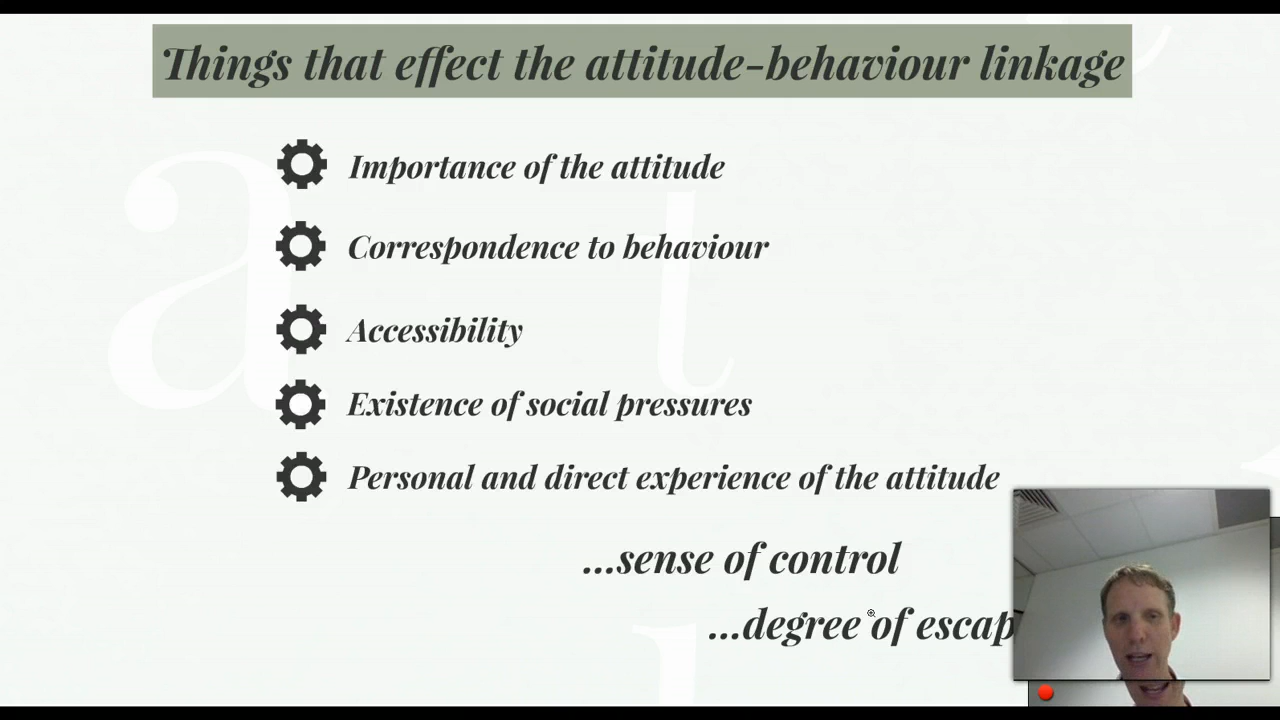 Things that effect the attitude-behaviour linkage
Importance of the attitude
Correspondence to behaviour
Accessibility
Existence of social pressures
Personal and direct experience of the attitude
...sense of control
...degree of escap